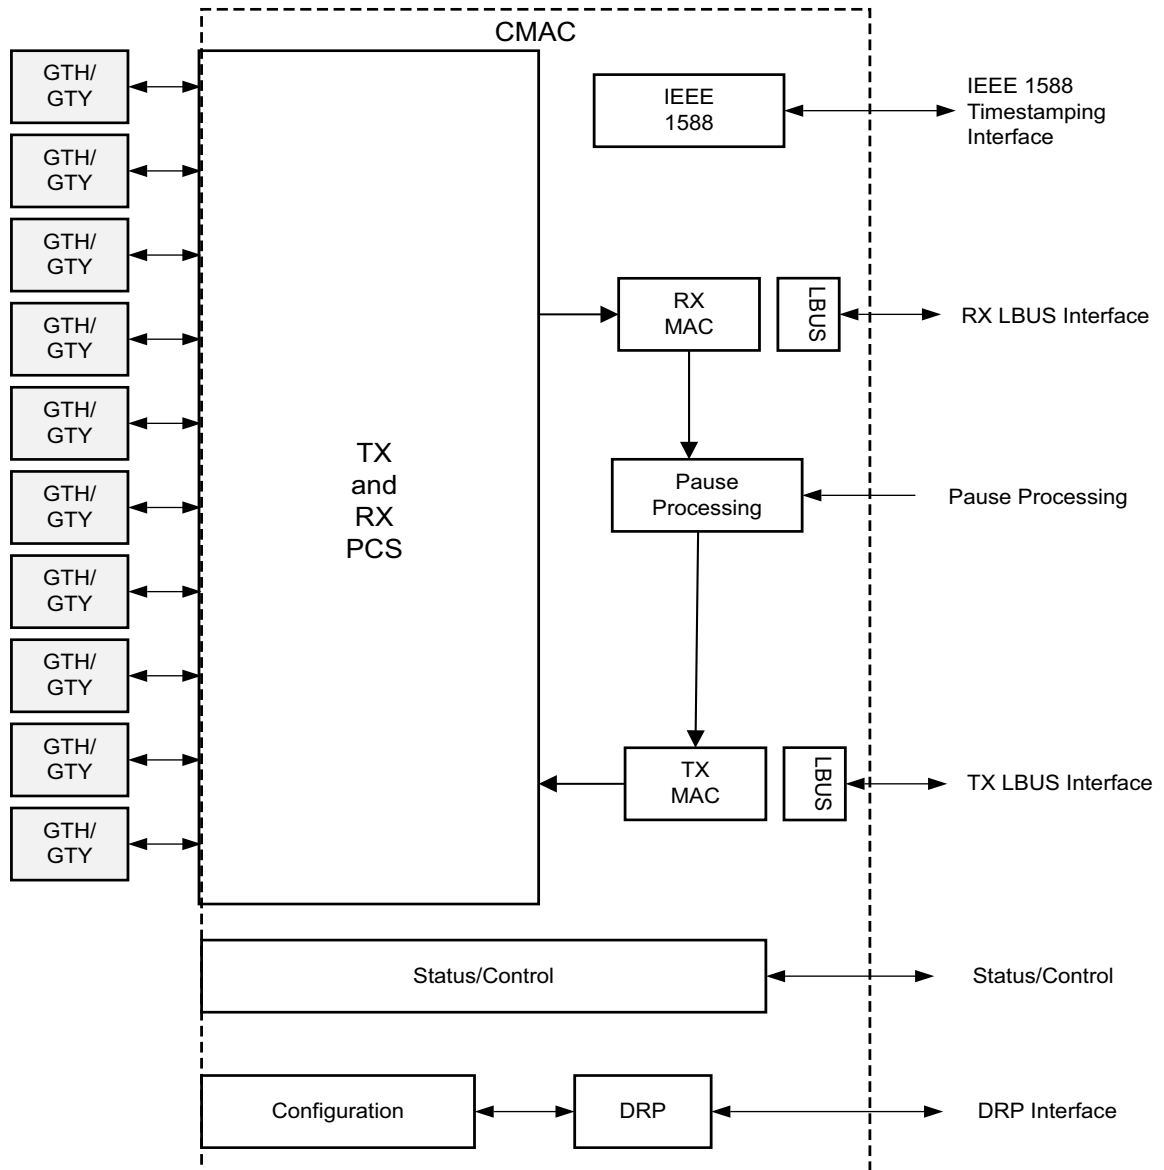 CMAC
GTH/
GTY
GTH/
GTY
GTH/
GTY
GTH/
GTY
GTH/
GTY
GTH/
GTY
GTH/
GTY
GTH/
GTY
GTH/
GTY
GTH/
GTY
TX
and
RX
PCS
IEEE
1588
IEEE 1588
Timestamping
Interface
RX
MAC
LBUS
RX LBUS Interface
Pause
Processing
Pause Processing
TX
MAC
LBUS
TX LBUS Interface
Status/Control
Status/Control
Configuration
DRP
DRP Interface